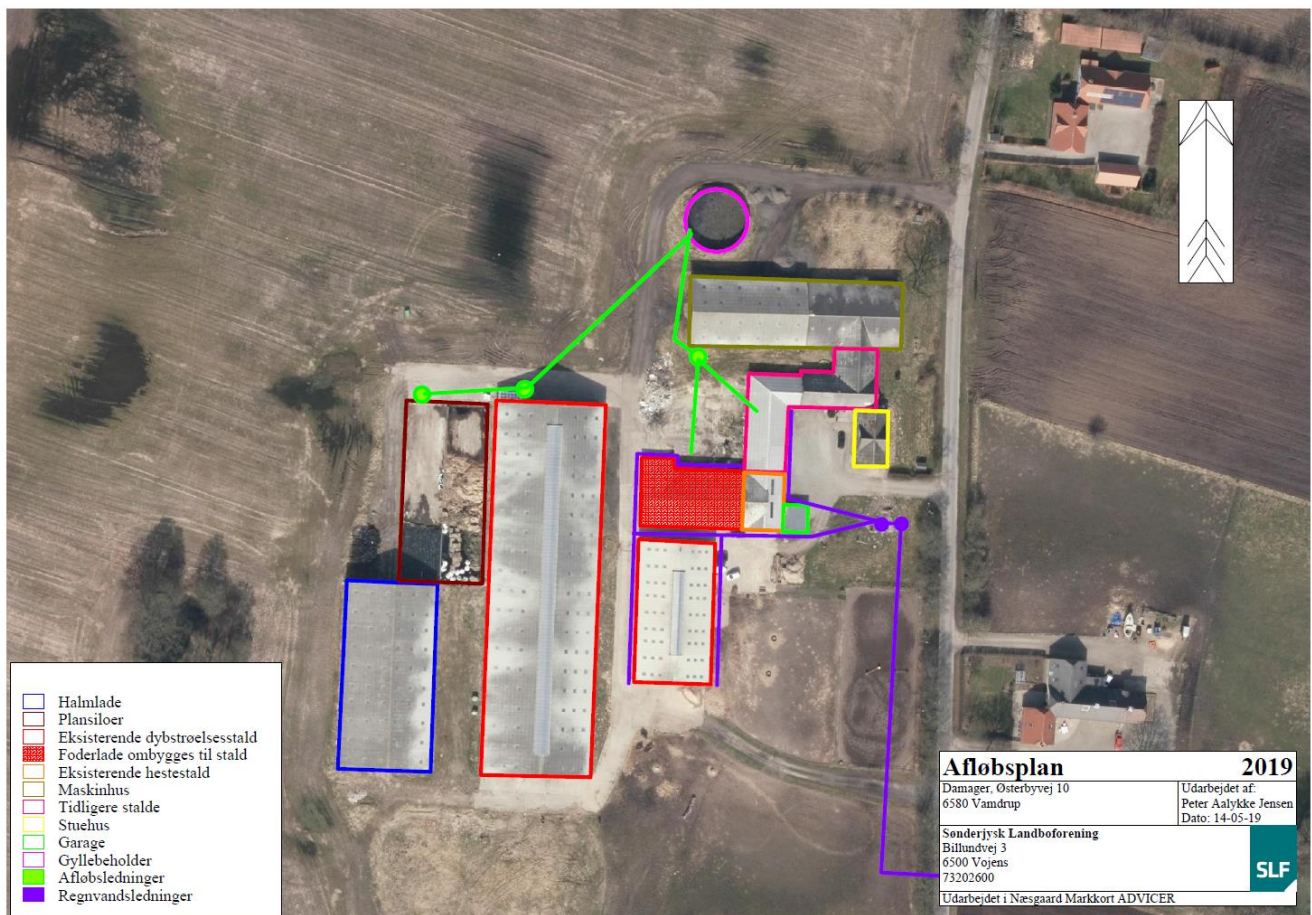 Halmlade
Plansiloer
Eksisterende dybstrøelsesstald
Foderlade ombygges til stald
Eksisterende hestestald
Maskinhus
Tidligere stalde
Stuehus
Garage
Gyllebeholder
Afløbsledninger
Regnvandsledninger
Afløbsplan 2019
Damager, Østerbyvej 10
6580 Vamdrup
Udarbejdet af:
Peter Aalykke Jensen
Dato: 14-05-19
Sønderjysk Landboforening
Billundvej 3
6500 Vojens
73202600
SLF
Udarbejdet i Næsgaard Markkort ADVICER